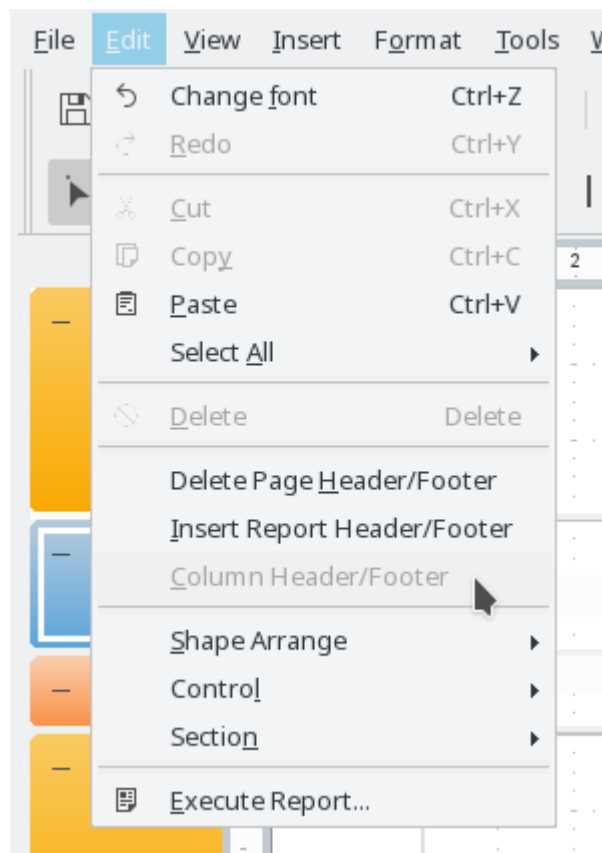 File Edit View Insert Format Tools
Change font Ctrl+Z
Redo Ctrl+Y
Cut Ctrl+X
Copy Ctrl+C
2
Paste Ctrl+V
Select All
Delete Delete
Delete Page Header/Footer
Insert Report Header/Footer
Column Header/Footer
Shape Arrange
Control
Section
Execute Report...